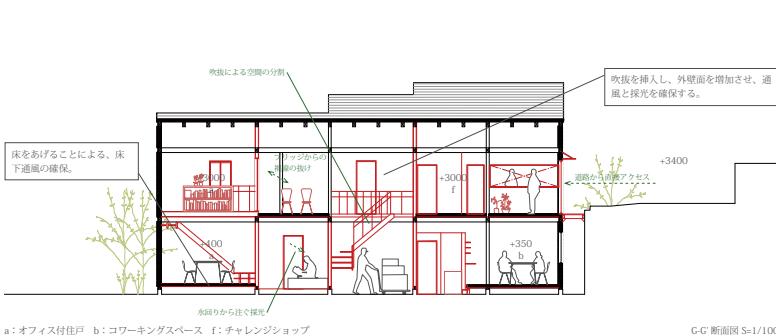 吹抜による空間の分割
吹抜を挿入し、外壁面を増加させ、通
風と採光を確保する。
床をあげることによる、床
下通風の確保。
ブリッジからの
視線の抜け
+3400
+3000
+3000
f
道路から直接アクセス
+400
a
+350
b
水回りから注ぐ採光
a：オフィス付住戸　b：コワーキングスペース　f：チャレンジショップ
G-G' 断面図 S=1/100